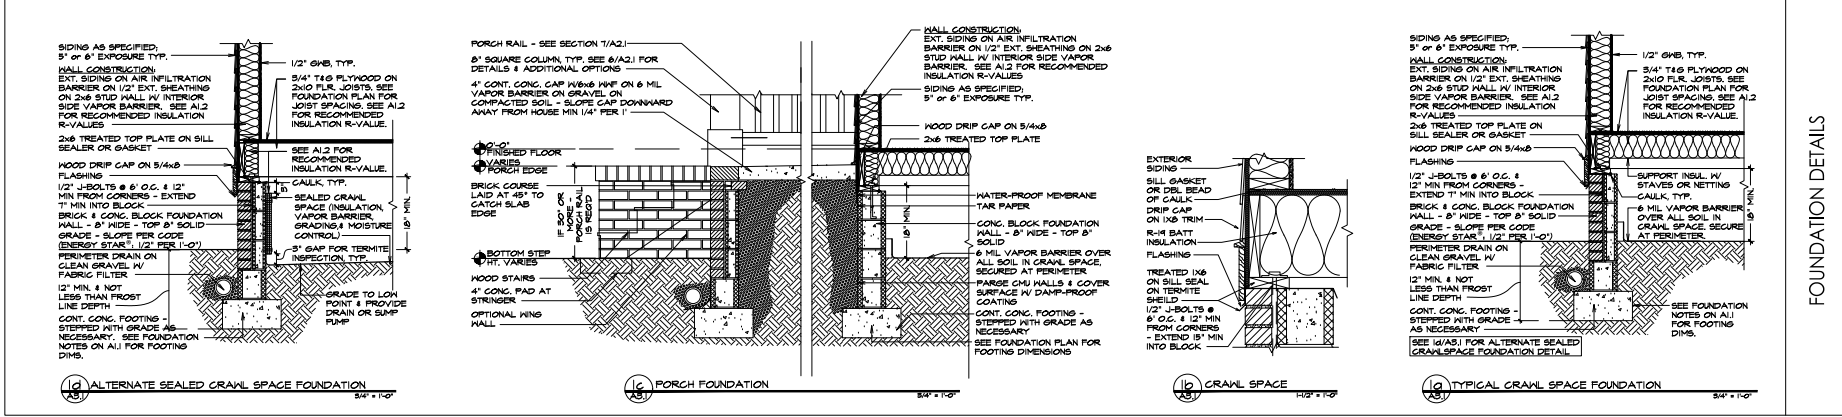 SIDING AS SPECIFIED;
5" or 6" EXPOSURE TYP.
WALL CONSTRUCTION:
EXT. SIDING ON AIR INFILTRATION
BARRIER ON 1/2" EXT. SHEATHING
ON 2x6 STUD WALL W/ INTERIOR
SIDE VAPOR BARRIER. SEE A1.2
FOR RECOMMENDED INSULATION
R-VALUES
2x6 TREATED TOP PLATE ON SILL
SEALER OR GASKET
WOOD DRIP CAP ON 5/4x8
FLASHING
1/2" J-BOLTS @ 6' O.C. & 12"
MIN FROM CORNERS - EXTEND
7" MIN INTO BLOCK
BRICK & CONC. BLOCK FOUNDATION
WALL - 8" WIDE - TOP 8" SOLID
GRADE - SLOPE PER CODE
(ENERGY STAR®: 1/2" PER 1'-0")
PERIMETER DRAIN ON
CLEAN GRAVEL W/
FABRIC FILTER
12" MIN. & NOT
LESS THAN FROST
LINE DEPTH
CONT. CONC. FOOTING -
STEPPED WITH GRADE AS
NECESSARY. SEE FOUNDATION
NOTES ON A1.1 FOR FOOTING
DIMS.
1/2" GWB, TYP.
3/4" T&G PLYWOOD ON
2x10 FLR. JOISTS. SEE
FOUNDATION PLAN FOR
JOIST SPACING. SEE A1.2
FOR RECOMMENDED
INSULATION R-VALUE.
SEE A1.2 FOR
RECOMMENDED
INSULATION R-VALUE.
CAULK, TYP.
3"
SEALED CRAWL
SPACE (INSULATION,
VAPOR BARRIER,
GRADING, & MOISTURE
CONTROL)
18" MIN.
3" GAP FOR TERMITE
INSPECTION, TYP.
GRADE TO LOW
POINT & PROVIDE
DRAIN OR SUMP
PUMP
1d
A3.1
ALTERNATE SEALED CRAWL SPACE FOUNDATION
3/4" = 1'-0"
PORCH RAIL - SEE SECTION 7/A2.1
8" SQUARE COLUMN, TYP. SEE 6/A2.1 FOR
DETAILS & ADDITIONAL OPTIONS
4" CONT. CONC. CAP W/6x6 WWF ON 6 MIL
VAPOR BARRIER ON GRAVEL ON
COMPACTED SOIL - SLOPE CAP DOWNWARD
AWAY FROM HOUSE MIN 1/4" PER 1'
0'-0"
FINISHED FLOOR
VARIES
PORCH EDGE
BRICK COURSE
LAID AT 45° TO
CATCH SLAB
EDGE
IF 30" OR
MORE -
PORCH RAIL
IS REQ'D
BOTTOM STEP
HT. VARIES
WOOD STAIRS
4" CONC. PAD AT
STRINGER
OPTIONAL WING
WALL
WALL CONSTRUCTION:
EXT. SIDING ON AIR INFILTRATION
BARRIER ON 1/2" EXT. SHEATHING ON 2x6
STUD WALL W/ INTERIOR SIDE VAPOR
BARRIER. SEE A1.2 FOR RECOMMENDED
INSULATION R-VALUES
SIDING AS SPECIFIED;
5" or 6" EXPOSURE TYP.
WOOD DRIP CAP ON 5/4x8
2x6 TREATED TOP PLATE
WATER-PROOF MEMBRANE
TAR PAPER
18" MIN.
CONC. BLOCK FOUNDATION
WALL - 8" WIDE - TOP 8"
SOLID
6 MIL VAPOR BARRIER OVER
ALL SOIL IN CRAWL SPACE,
SECURED AT PERIMETER
PARGE CMU WALLS & COVER
SURFACE W/ DAMP-PROOF
COATING
CONT. CONC. FOOTING -
STEPPED WITH GRADE AS
NECESSARY
SEE FOUNDATION PLAN FOR
FOOTING DIMENSIONS
1c
A3.1
PORCH FOUNDATION
3/4" = 1'-0"
EXTERIOR
SIDING
SILL GASKET
OR DBL BEAD
OF CAULK
DRIP CAP
ON 1X8 TRIM
R-19 BATT
INSULATION
FLASHING
TREATED 1X6
ON SILL SEAL
ON TERMITE
SHEILD
1/2" J-BOLTS @
6' O.C. & 12" MIN
FROM CORNERS
- EXTEND 15" MIN
INTO BLOCK
1b
A3.1
CRAWL SPACE
1-1/2" = 1'-0"
SIDING AS SPECIFIED;
5" or 6" EXPOSURE TYP.
WALL CONSTRUCTION:
EXT. SIDING ON AIR INFILTRATION
BARRIER ON 1/2" EXT. SHEATHING
ON 2x6 STUD WALL W/ INTERIOR
SIDE VAPOR BARRIER. SEE A1.2
FOR RECOMMENDED INSULATION
R-VALUES
2x6 TREATED TOP PLATE ON
SILL SEALER OR GASKET
WOOD DRIP CAP ON 5/4x8
FLASHING
1/2" J-BOLTS @ 6' O.C. &
12" MIN FROM CORNERS -
EXTEND 7" MIN INTO BLOCK
BRICK & CONC. BLOCK FOUNDATION
WALL - 8" WIDE - TOP 8" SOLID
GRADE - SLOPE PER CODE
(ENERGY STAR®: 1/2" PER 1'-0")
PERIMETER DRAIN ON
CLEAN GRAVEL W/
FABRIC FILTER
12" MIN. & NOT
LESS THAN FROST
LINE DEPTH
CONT. CONC. FOOTING -
STEPPED WITH GRADE
AS NECESSARY
SEE 1d/A3.1 FOR ALTERNATE SEALED
CRAWLSPACE FOUNDATION DETAIL
1/2" GWB, TYP.
3/4" T&G PLYWOOD ON
2x10 FLR. JOISTS. SEE
FOUNDATION PLAN FOR
JOIST SPACING. SEE A1.2
FOR RECOMMENDED
INSULATION R-VALUE.
SUPPORT INSUL. W/
STAVES OR NETTING
CAULK, TYP.
18" MIN.
6 MIL VAPOR BARRIER
OVER ALL SOIL IN
CRAWL SPACE, SECURE
AT PERIMETER
SEE FOUNDATION
NOTES ON A1.1
FOR FOOTING
DIMS.
1a
A3.1
TYPICAL CRAWL SPACE FOUNDATION
3/4" = 1'-0"
FOUNDATION DETAILS